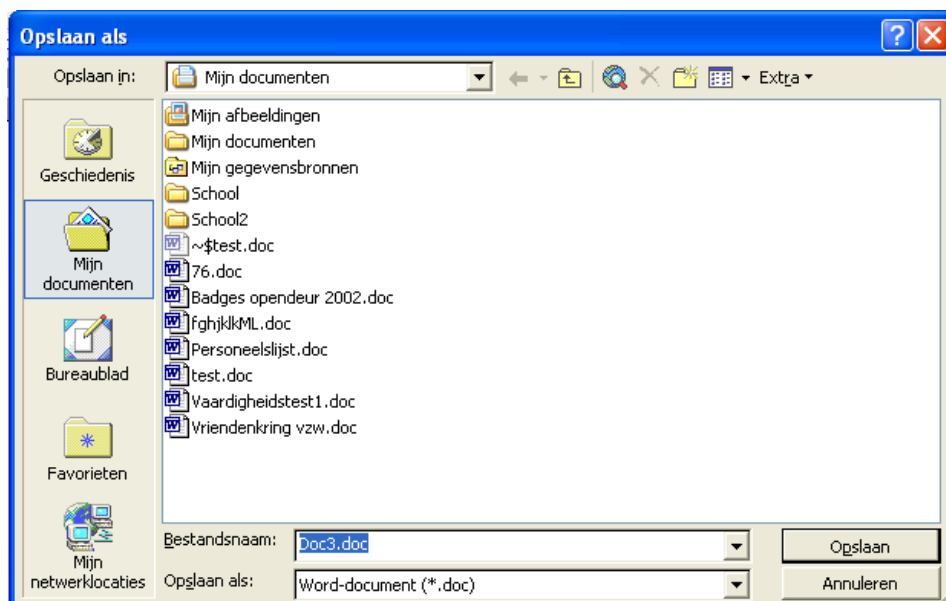 Opslaan als
Opslaan in:
Mijn documenten
Extra
Geschiedenis
Mijn
documenten
Bureaublad
Favorieten
Mijn
netwerklocaties
Mijn afbeeldingen
Mijn documenten
Mijn gegevensbronnen
School
School2
~$test.doc
76.doc
Badges opendeur 2002.doc
fghjklkML.doc
Personeelslijst.doc
test.doc
Vaardigheidstest1.doc
Vriendenkring vzw.doc
Bestandsnaam:
Doc3.doc
Opslaan
Opslaan als:
Word-document (*.doc)
Annuleren